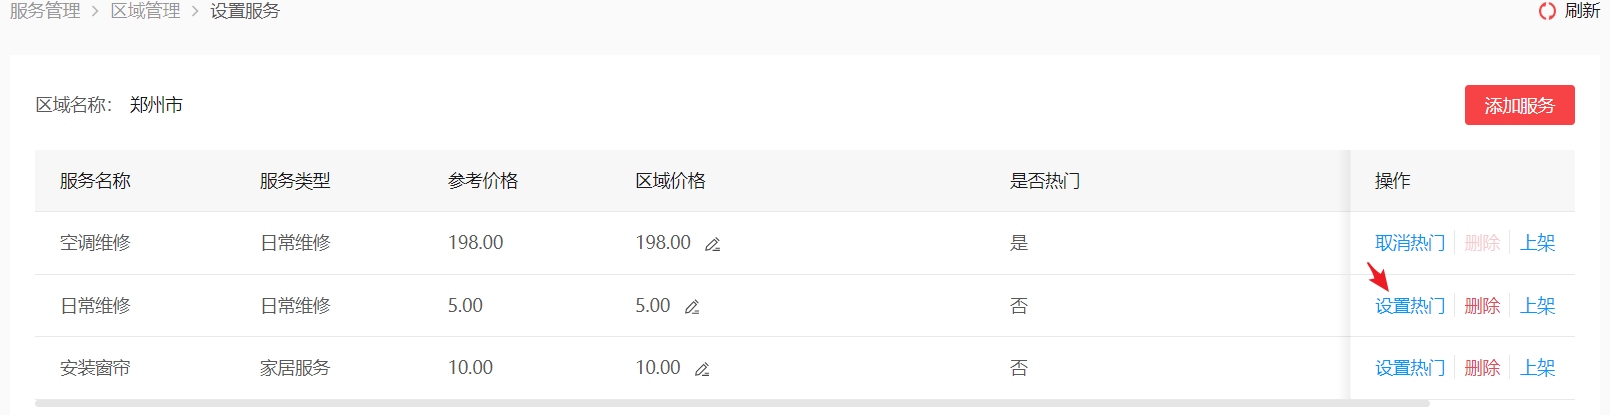 服务管理 > 区域管理 > 设置服务 刷新
区域名称： 郑州市 添加服务
服务名称 服务类型 参考价格 区域价格 是否热门 操作
空调维修 日常维修 198.00 198.00 是 取消热门 删除 上架
日常维修 日常维修 5.00 5.00 否 设置热门 删除 上架
安装窗帘 家居服务 10.00 10.00 否 设置热门 删除 上架